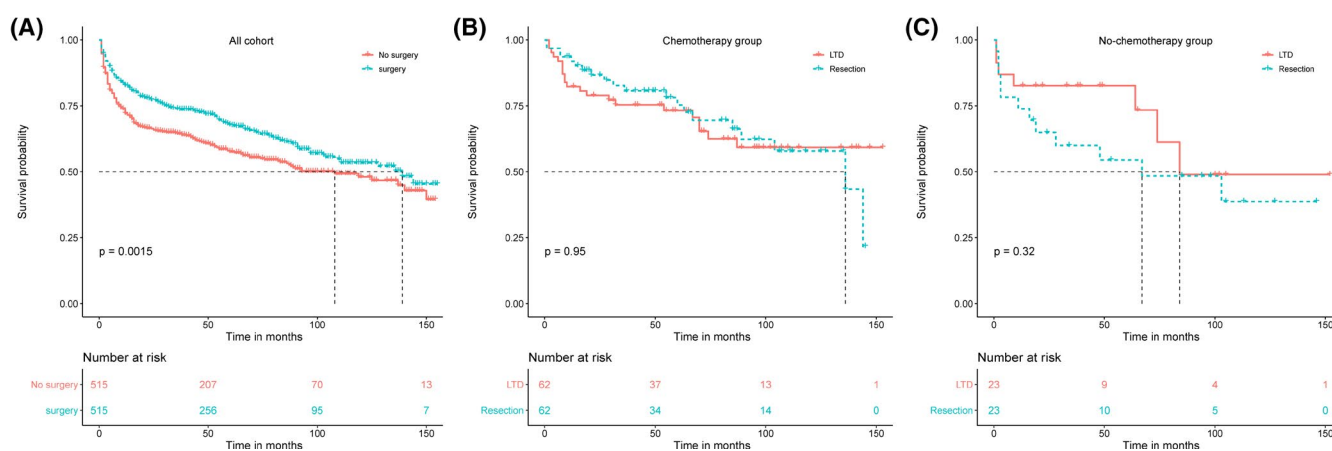 (A)
All cohort
No surgery
surgery
Survival probability
1.00
0.75
0.50
0.25
0.00
p = 0.0015
0 50 100 150
Time in months
Number at risk
No surgery 515 207 70 13
surgery 515 256 95 7
0 50 100 150
Time in months
(B)
Chemotherapy group
LTD
Resection
Survival probability
1.00
0.75
0.50
0.25
0.00
p = 0.95
0 50 100 150
Time in months
Number at risk
LTD 62 37 13 1
Resection 62 34 14 0
0 50 100 150
Time in months
(C)
No-chemotherapy group
LTD
Resection
Survival probability
1.00
0.75
0.50
0.25
0.00
p = 0.32
0 50 100 150
Time in months
Number at risk
LTD 23 9 4 1
Resection 23 10 5 0
0 50 100 150
Time in months